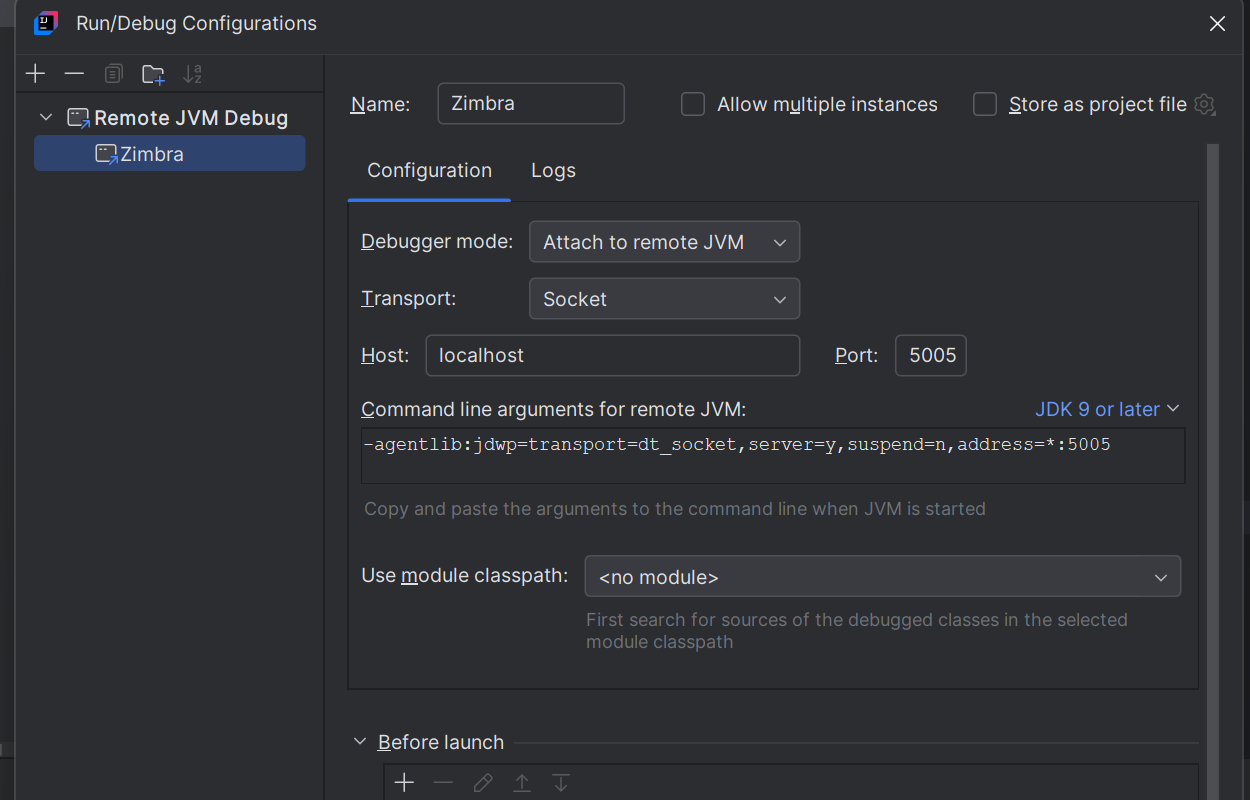 Run/Debug Configurations
Remote JVM Debug
Zimbra
Name: Zimbra Allow multiple instances Store as project file
Configuration Logs
Debugger mode: Attach to remote JVM
Transport: Socket
Host: localhost Port: 5005
Command line arguments for remote JVM: JDK 9 or later
-agentlib:jdwp=transport=dt_socket,server=y,suspend=n,address=*:5005
Copy and paste the arguments to the command line when JVM is started
Use module classpath: <no module>
First search for sources of the debugged classes in the selected
module classpath
Before launch